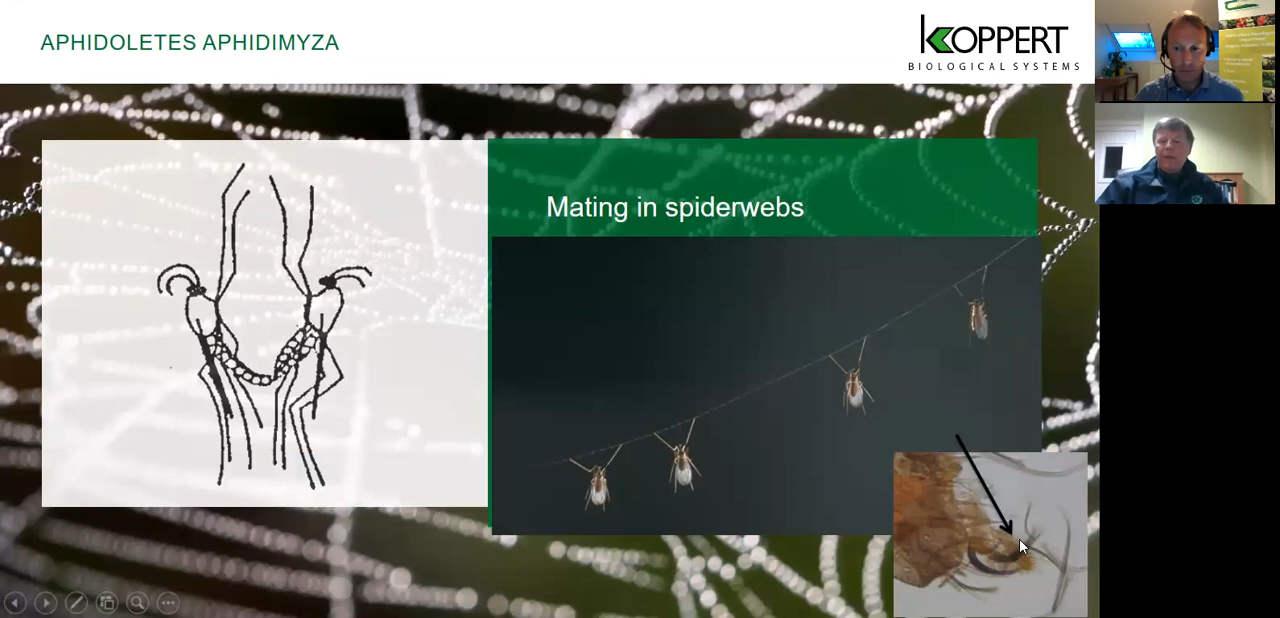 APHIDOLETES APHIDIMYZA
KOPPERT
BIOLOGICAL SYSTEMS
Mating in spiderwebs